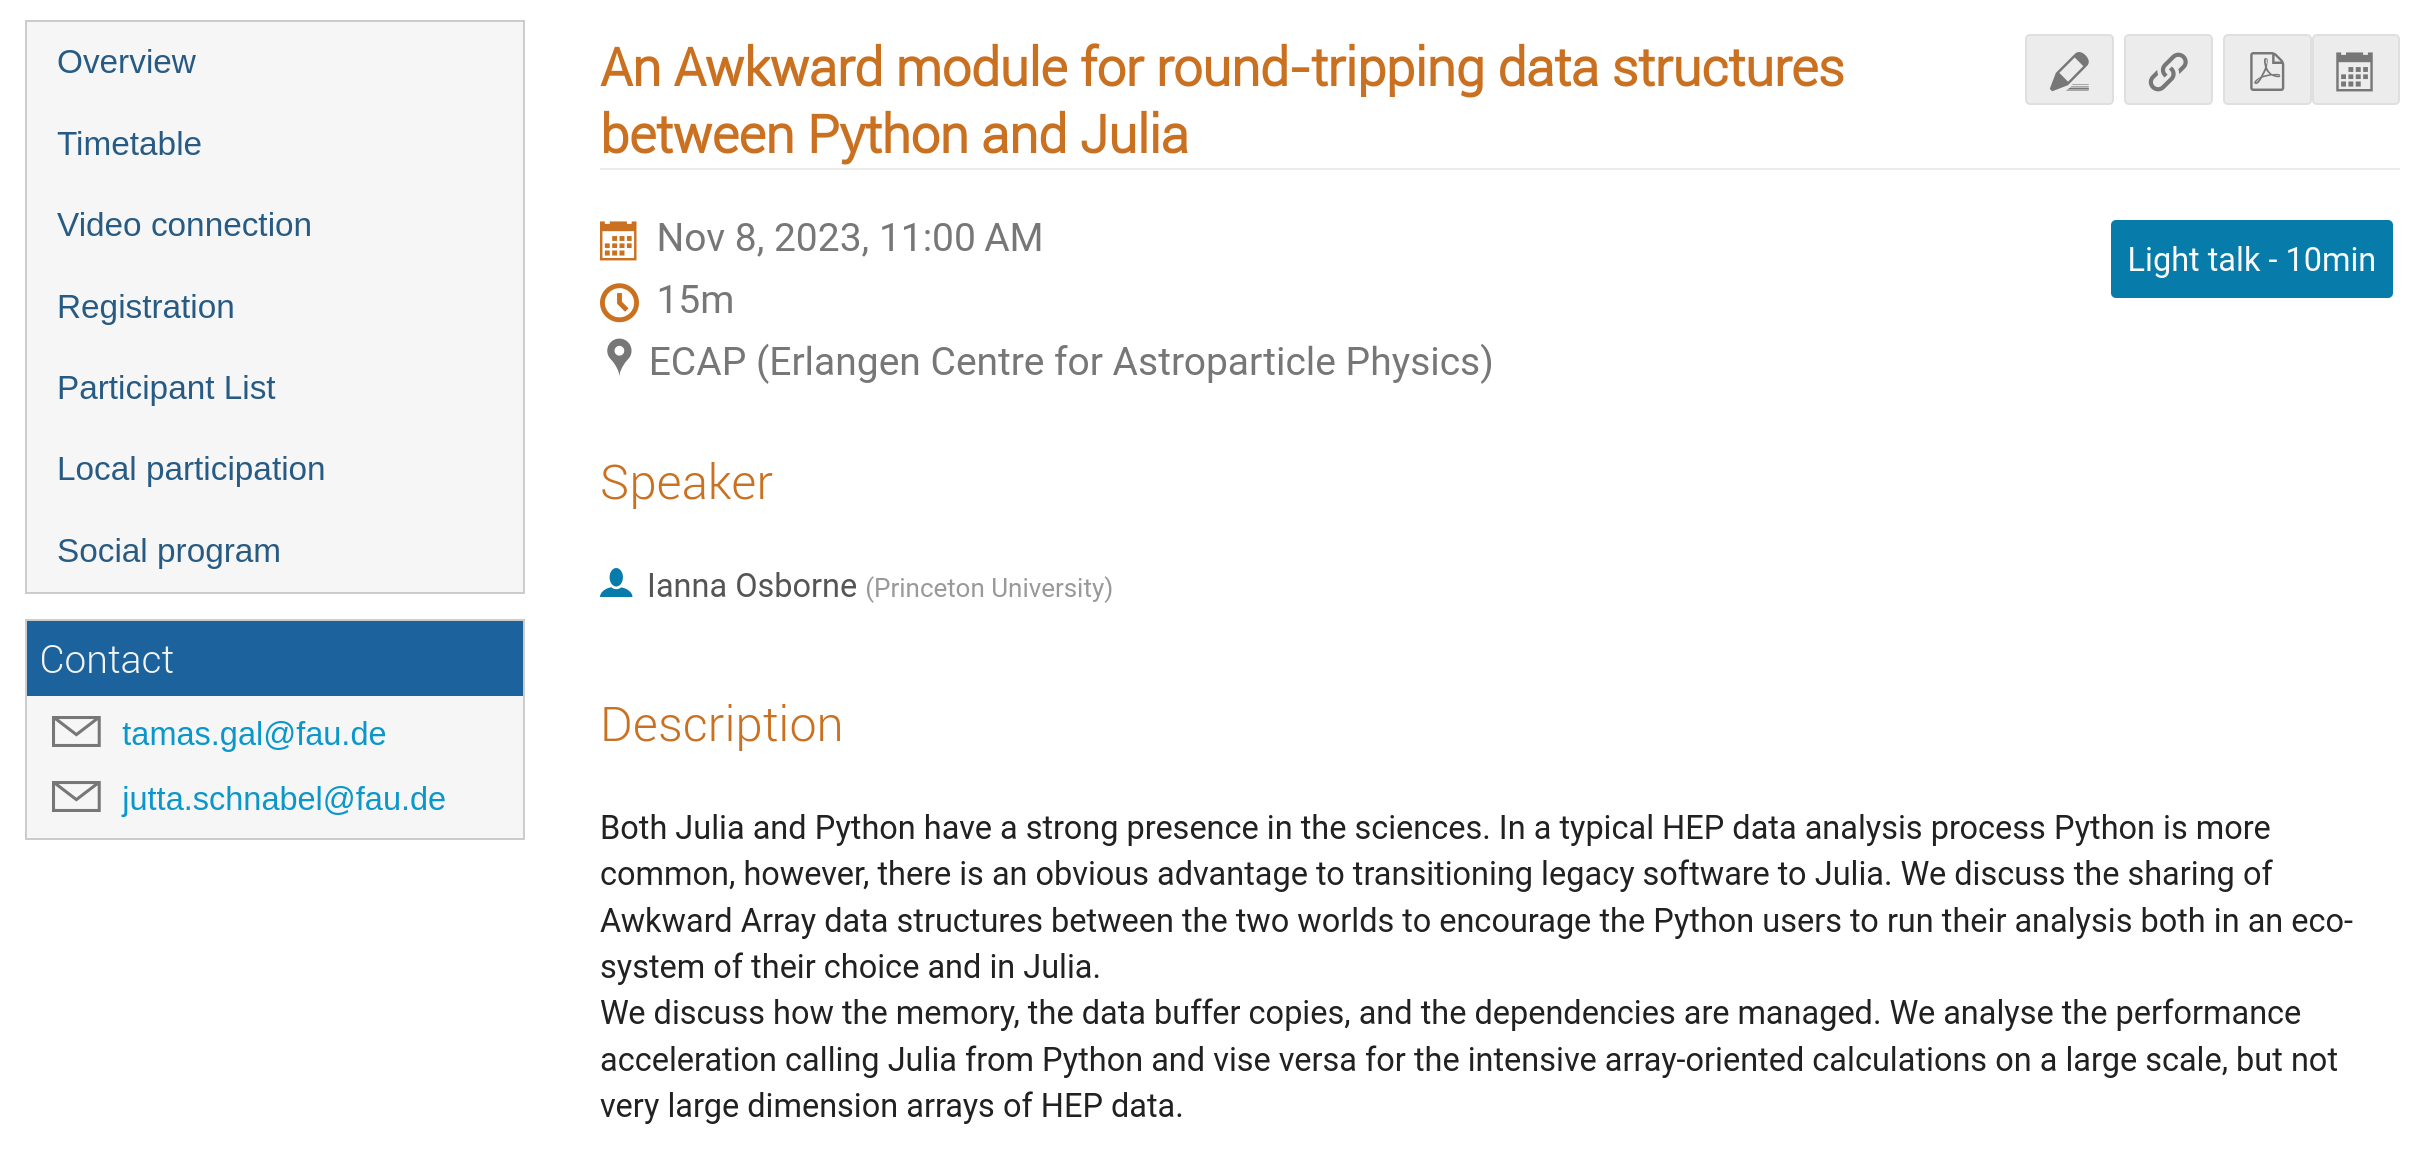 Overview
Timetable
Video connection
Registration
Participant List
Local participation
Social program
Contact
tamas.gal@fau.de
jutta.schnabel@fau.de
An Awkward module for round-tripping data structures
between Python and Julia
Nov 8, 2023, 11:00 AM
15m
ECAP (Erlangen Centre for Astroparticle Physics)
Light talk - 10min
Speaker
Ianna Osborne (Princeton University)
Description
Both Julia and Python have a strong presence in the sciences. In a typical HEP data analysis process Python is more
common, however, there is an obvious advantage to transitioning legacy software to Julia. We discuss the sharing of
Awkward Array data structures between the two worlds to encourage the Python users to run their analysis both in an eco-
system of their choice and in Julia.
We discuss how the memory, the data buffer copies, and the dependencies are managed. We analyse the performance
acceleration calling Julia from Python and vise versa for the intensive array-oriented calculations on a large scale, but not
very large dimension arrays of HEP data.